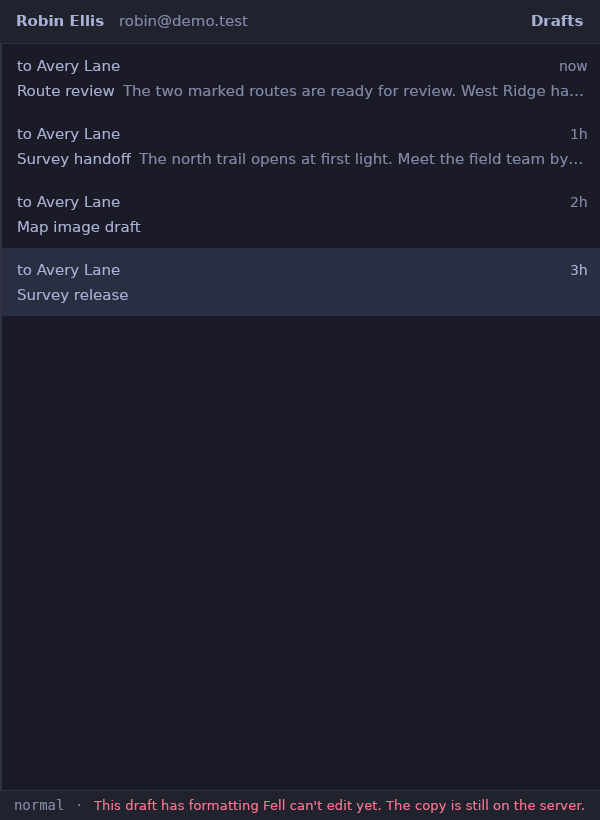 Robin Ellis robin@demo.test Drafts
to Avery Lane now
Route review The two marked routes are ready for review. West Ridge ha…
to Avery Lane 1h
Survey handoff The north trail opens at first light. Meet the field team by…
to Avery Lane 2h
Map image draft
to Avery Lane 3h
Survey release
normal · This draft has formatting Fell can't edit yet. The copy is still on the server.